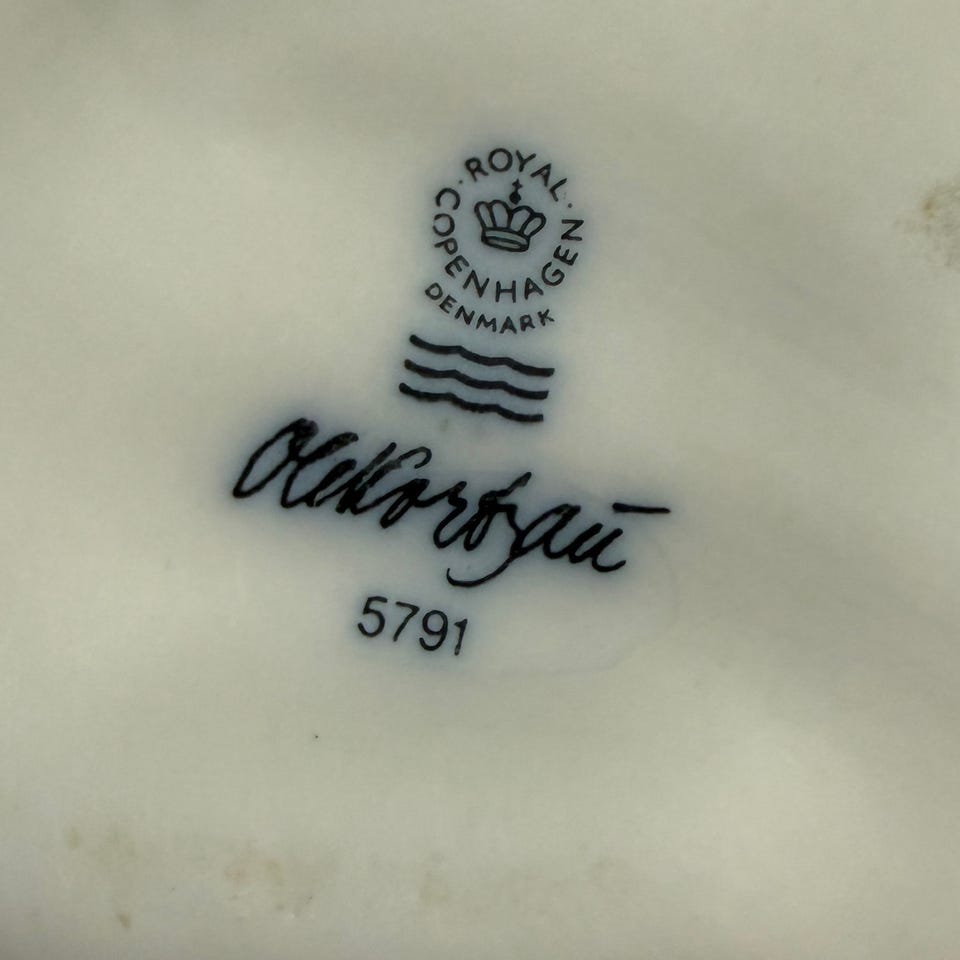 ROYAL
COPENHAGEN
DENMARK
Ole Kortzau
5791